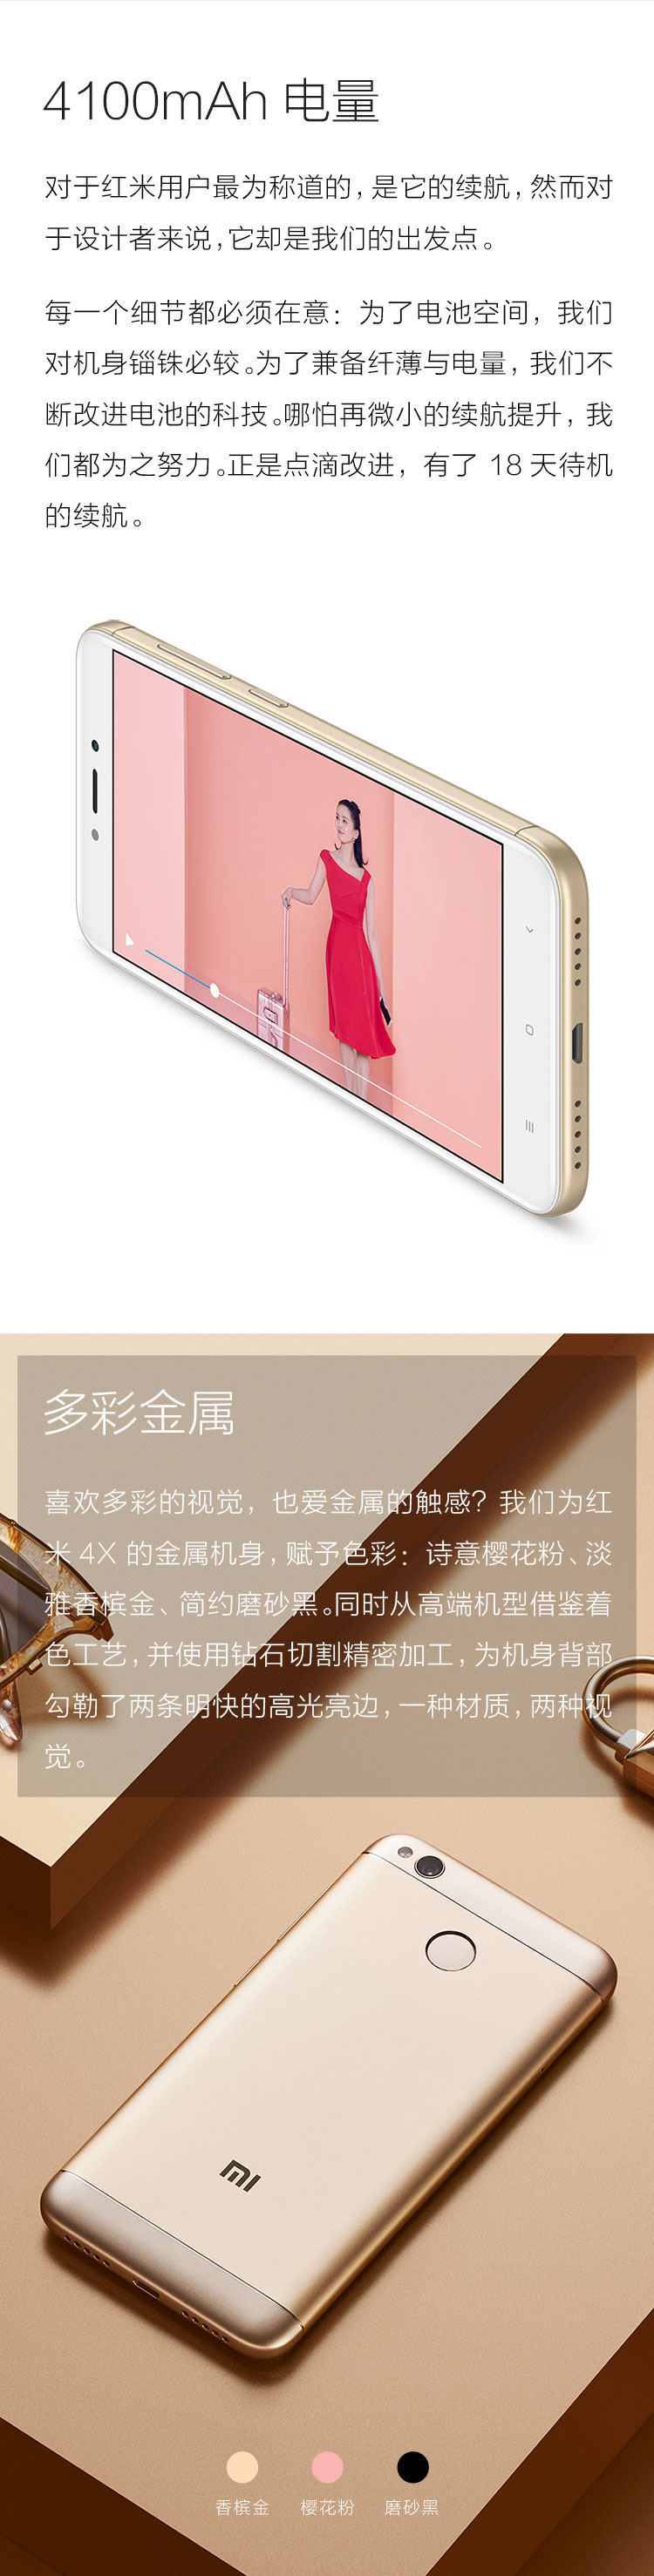 4100mAh 电量
对于红米用户最为称道的，是它的续航，然而对
于设计者来说，它却是我们的出发点。
每一个细节都必须在意：为了电池空间，我们
对机身锱铢必较。为了兼备纤薄与电量，我们不
断改进电池的科技。哪怕再微小的续航提升，我
们都为之努力。正是点滴改进，有了 18 天待机
的续航。
多彩金属
喜欢多彩的视觉，也爱金属的触感？我们为红
米 4X 的金属机身，赋予色彩：诗意樱花粉、淡
雅香槟金、简约磨砂黑。同时从高端机型借鉴着
色工艺，并使用钻石切割精密加工，为机身背部
勾勒了两条明快的高光亮边，一种材质，两种视
觉。
MI
香槟金 樱花粉 磨砂黑